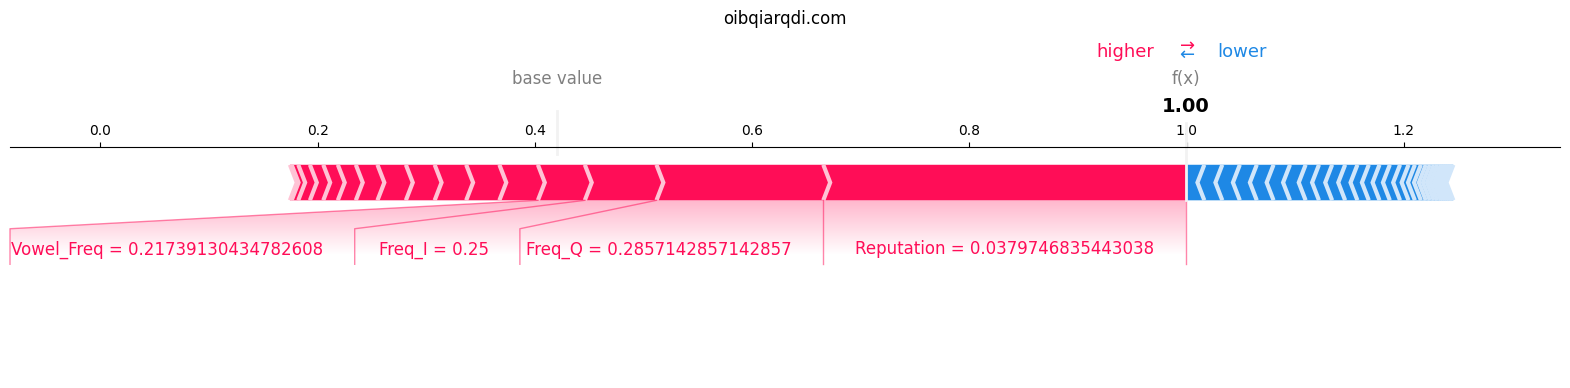 oibqiarqdi.com
higher ⇄ lower
base value f(x)
1.00
0.0 0.2 0.4 0.6 0.8 1.0 1.2
Vowel_Freq = 0.21739130434782608 Freq_I = 0.25 Freq_Q = 0.2857142857142857 Reputation = 0.0379746835443038